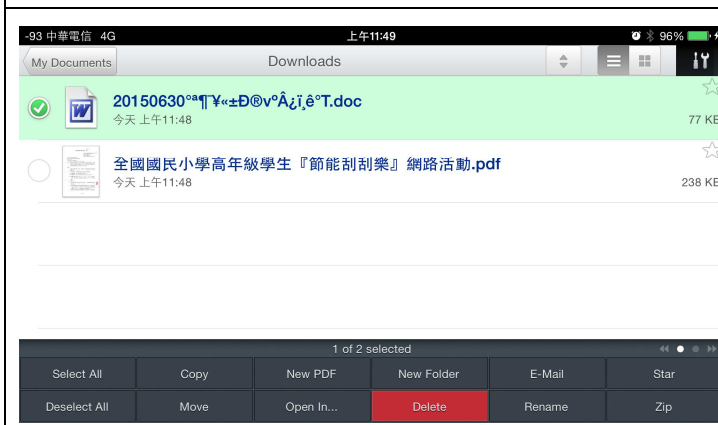 -93 中華電信 4G 上午11:49 96%
My Documents Downloads
20150630°ª¶¯¥«±Ð®vºÂ¿ï¸ê°T.doc
今天 上午11:48 77 KB
全國國民小學高年級學生『節能刮刮樂』網路活動.pdf
今天 上午11:48 238 KB
1 of 2 selected
Select All Copy New PDF New Folder E-Mail Star
Deselect All Move Open In... Delete Rename Zip